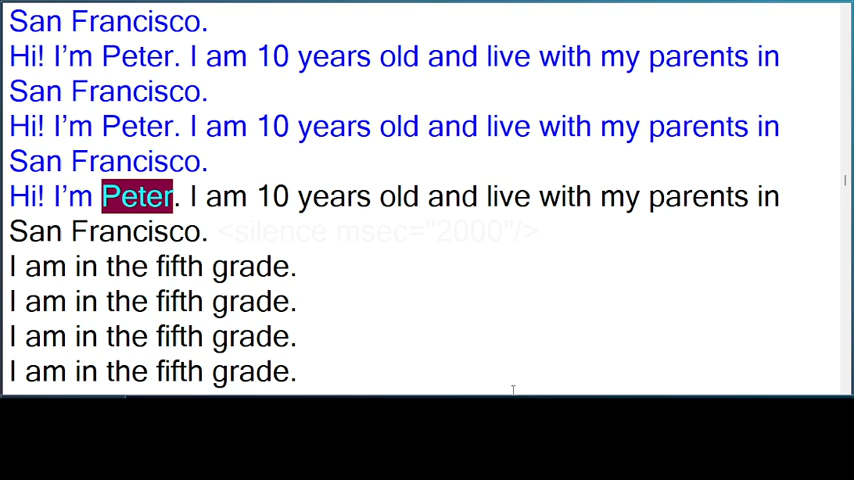 San Francisco.
Hi! I’m Peter. I am 10 years old and live with my parents in
San Francisco.
Hi! I’m Peter. I am 10 years old and live with my parents in
San Francisco.
Hi! I’m Peter. I am 10 years old and live with my parents in
San Francisco. <silence msec="2000"/>
I am in the fifth grade.
I am in the fifth grade.
I am in the fifth grade.
I am in the fifth grade.